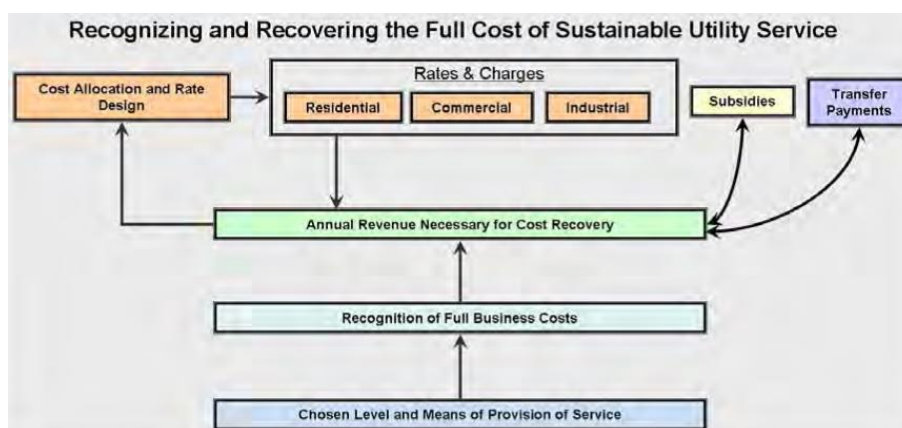 Recognizing and Recovering the Full Cost of Sustainable Utility Service
Cost Allocation and Rate
Design
Rates & Charges
Residential
Commercial
Industrial
Subsidies
Transfer
Payments
Annual Revenue Necessary for Cost Recovery
Recognition of Full Business Costs
Chosen Level and Means of Provision of Service